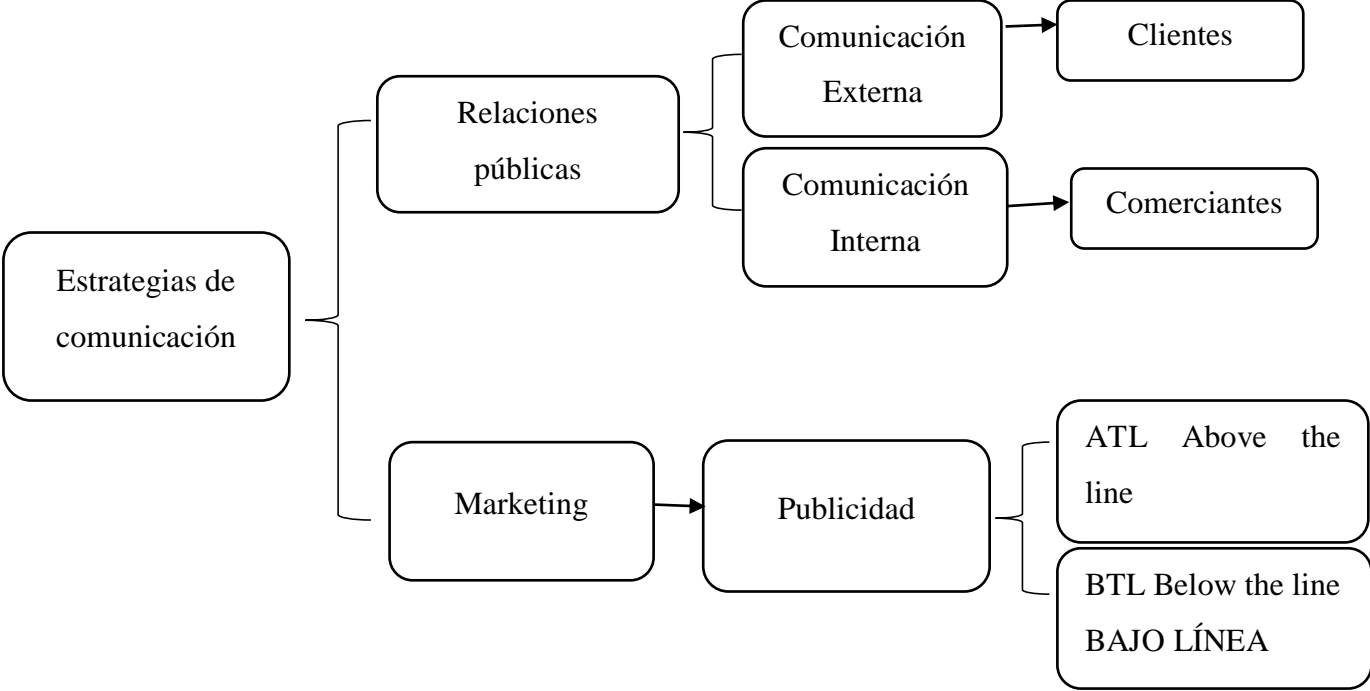 Comunicación
Externa
Clientes
Relaciones
públicas
Comunicación
Interna
Comerciantes
Estrategias de
comunicación
Marketing
Publicidad
ATL Above the
line
BTL Below the line
BAJO LÍNEA